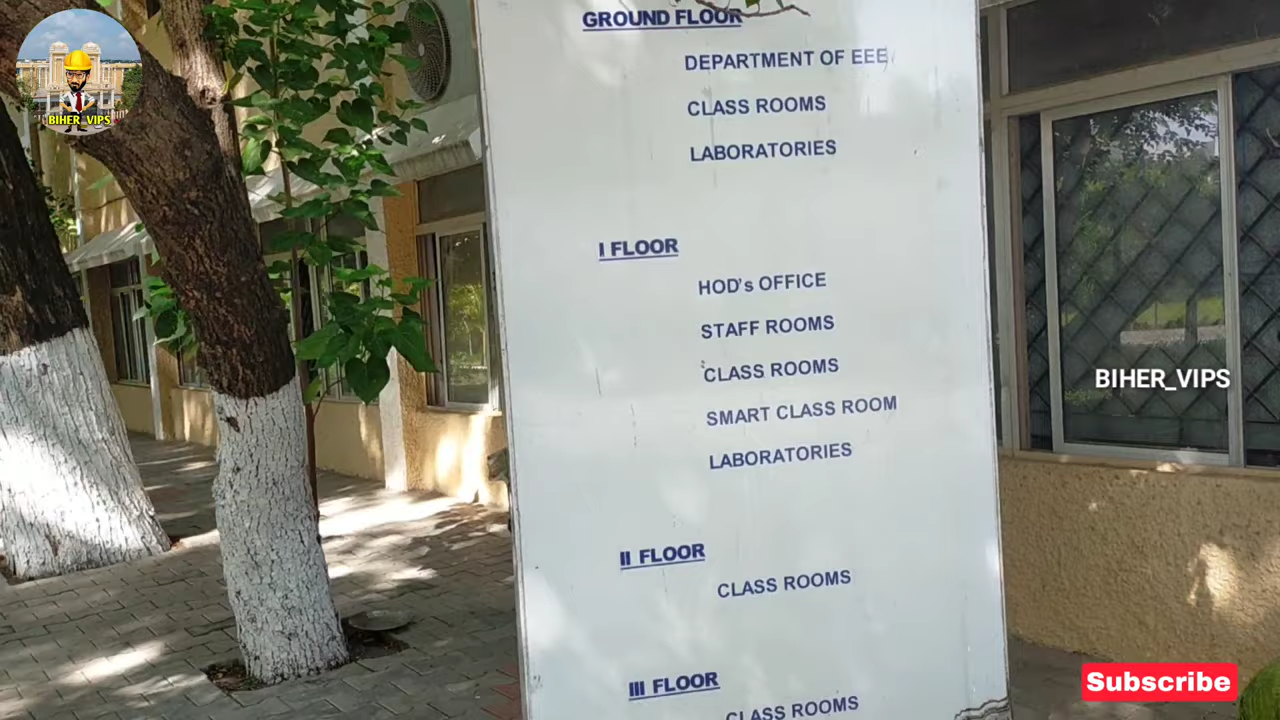 GROUND FLOOR
DEPARTMENT OF EEE
CLASS ROOMS
LABORATORIES
I FLOOR
HOD's OFFICE
STAFF ROOMS
CLASS ROOMS
SMART CLASS ROOM
LABORATORIES
II FLOOR
CLASS ROOMS
III FLOOR
CLASS ROOMS
BIHER_VIPS
BIHER_VIPS
Subscribe